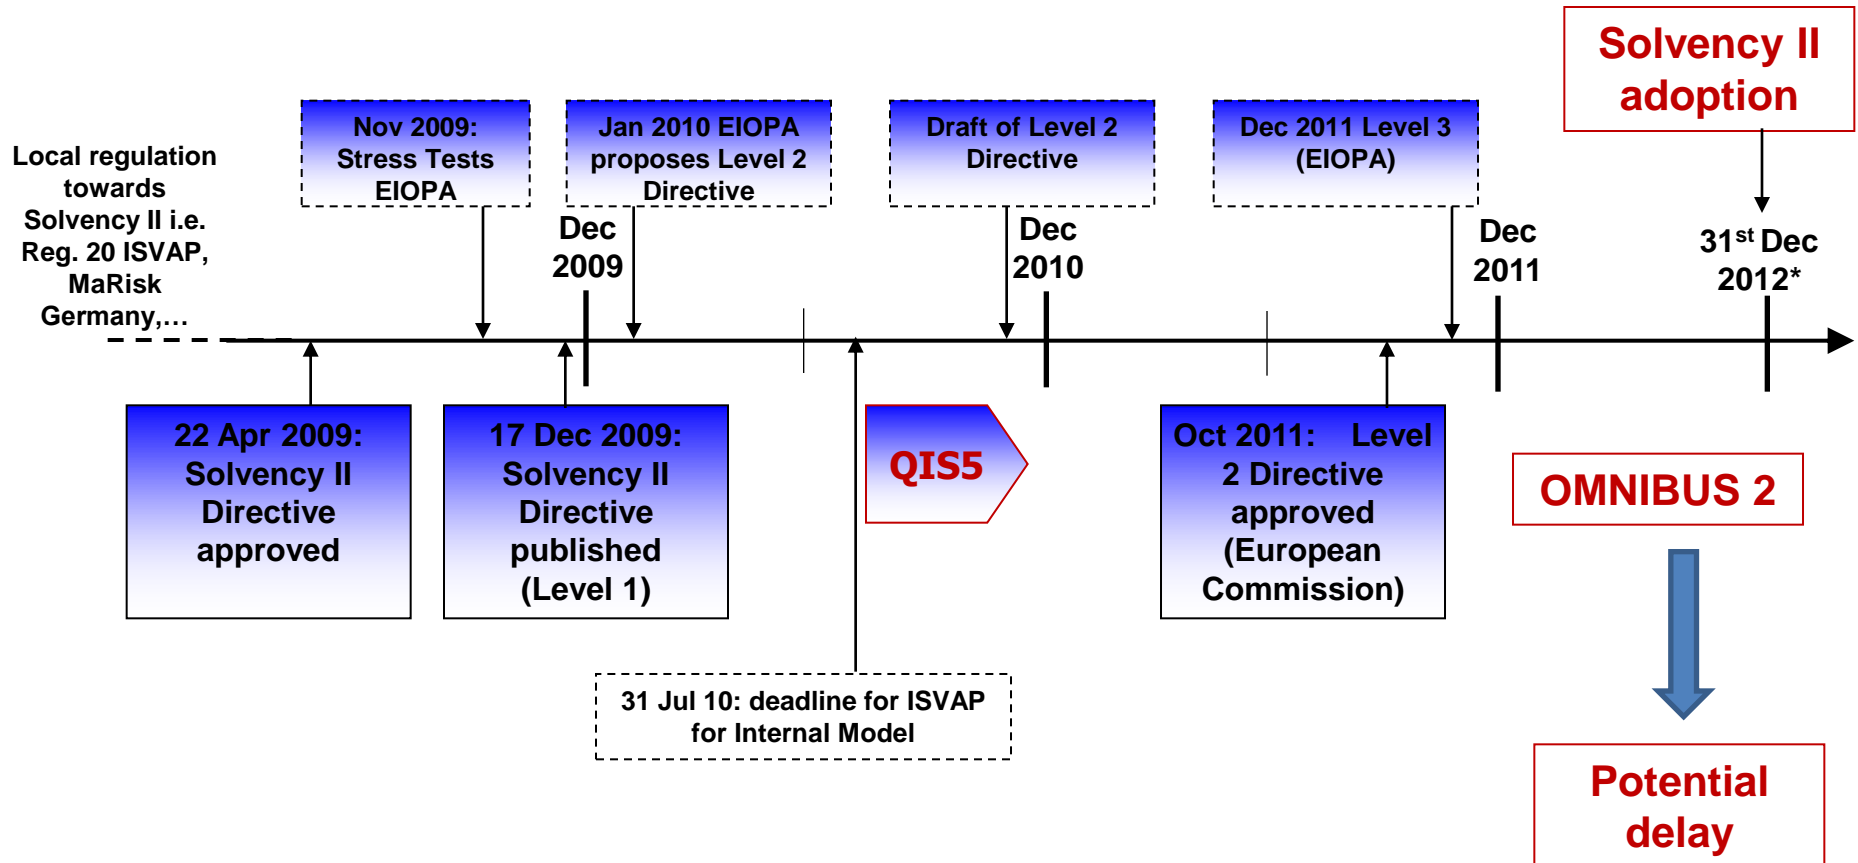 Solvency II
adoption
Local regulation
towards
Solvency II i.e.
Reg. 20 ISVAP,
MaRisk
Germany,…
Nov 2009:
Stress Tests
EIOPA
Jan 2010 EIOPA
proposes Level 2
Directive
Draft of Level 2
Directive
Dec 2011 Level 3
(EIOPA)
Dec
2009
Dec
2010
Dec
2011
31st Dec
2012*
22 Apr 2009:
Solvency II
Directive
approved
17 Dec 2009:
Solvency II
Directive
published
(Level 1)
QIS5
Oct 2011: Level
2 Directive
approved
(European
Commission)
OMNIBUS 2
31 Jul 10: deadline for ISVAP
for Internal Model
Potential
delay